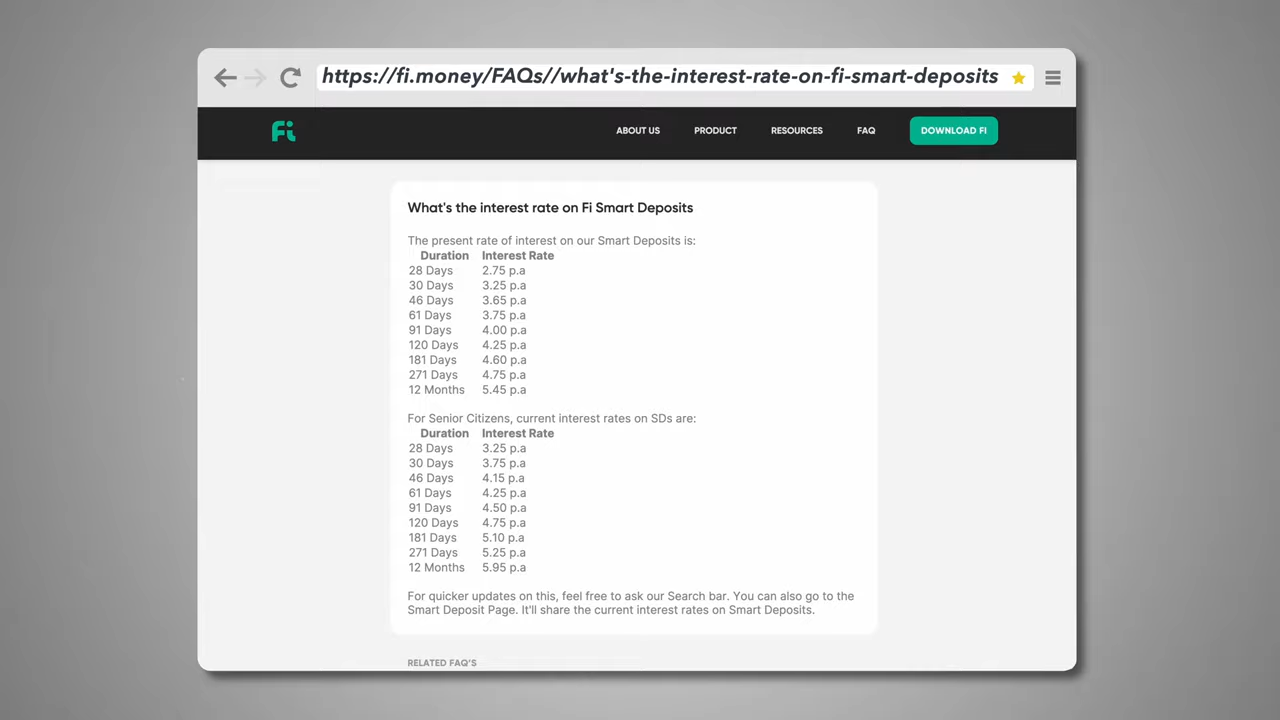 https://fi.money/FAQs//what's-the-interest-rate-on-fi-smart-deposits
Fi
ABOUT US PRODUCT RESOURCES FAQ DOWNLOAD FI
What's the interest rate on Fi Smart Deposits
The present rate of interest on our Smart Deposits is:
Duration Interest Rate
28 Days 2.75 p.a
30 Days 3.25 p.a
46 Days 3.65 p.a
61 Days 3.75 p.a
91 Days 4.00 p.a
120 Days 4.25 p.a
181 Days 4.60 p.a
271 Days 4.75 p.a
12 Months 5.45 p.a
For Senior Citizens, current interest rates on SDs are:
Duration Interest Rate
28 Days 3.25 p.a
30 Days 3.75 p.a
46 Days 4.15 p.a
61 Days 4.25 p.a
91 Days 4.50 p.a
120 Days 4.75 p.a
181 Days 5.10 p.a
271 Days 5.25 p.a
12 Months 5.95 p.a
For quicker updates on this, feel free to ask our Search bar. You can also go to the
Smart Deposit Page. It'll share the current interest rates on Smart Deposits.
RELATED FAQ'S